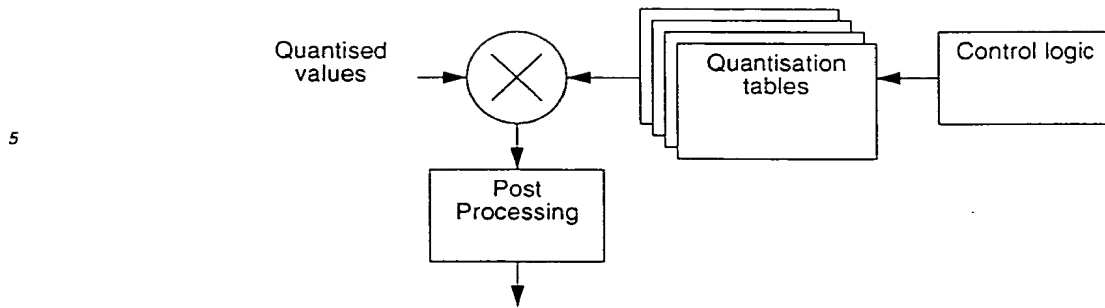 Quantised
values
Quantisation
tables
Control logic
5
Post
Processing